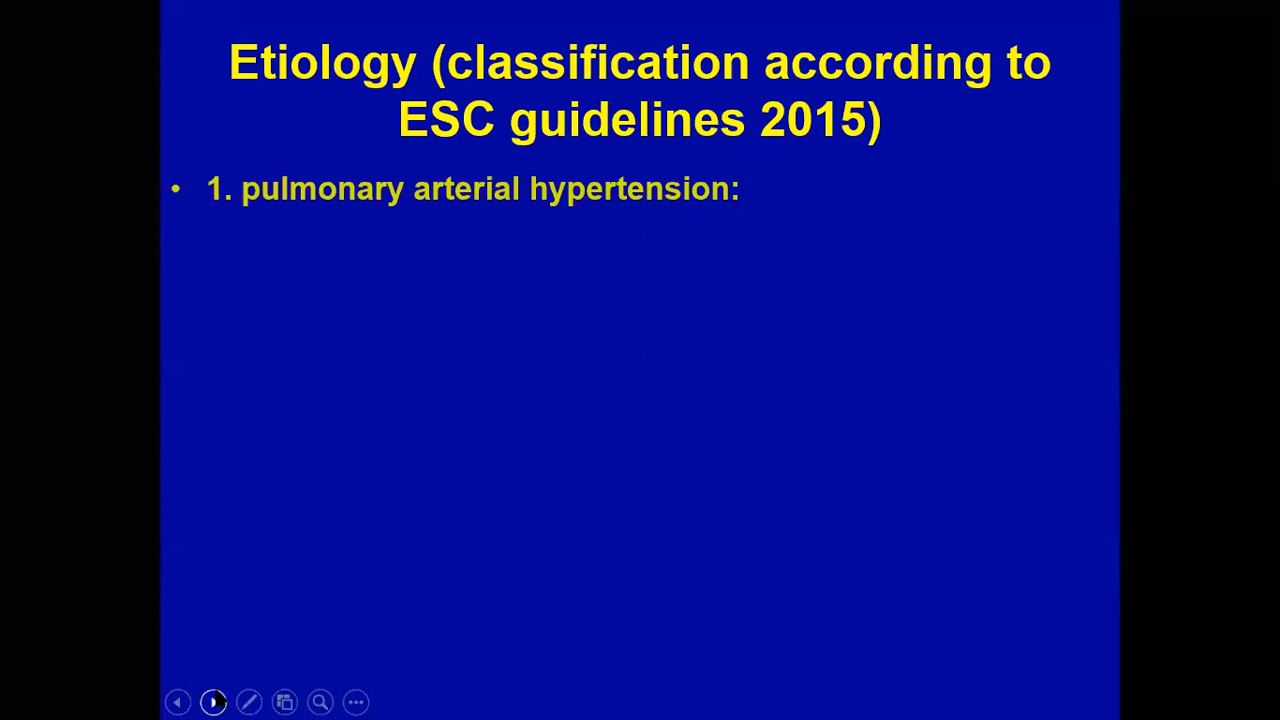 Etiology (classification according to
ESC guidelines 2015)
• 1. pulmonary arterial hypertension: